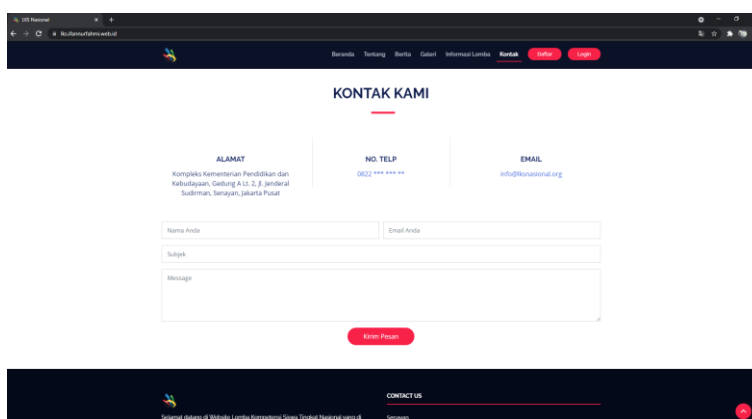 LKS Nasional
lks.ilannurfahmi.web.id
Beranda Tentang Berita Galeri Informasi Lomba Kontak Daftar Login
KONTAK KAMI
ALAMAT
Kompleks Kementerian Pendidikan dan
Kebudayaan, Gedung A Lt. 2, Jl. Jenderal
Sudirman, Senayan, Jakarta Pusat
NO. TELP
0822 *** *** **
EMAIL
info@lksnasional.org
Nama Anda
Email Anda
Subjek
Message
Kirim Pesan
Selamat datang di Website Lomba Kompetensi Siswa Tingkat Nasional yang di
CONTACT US
Senayan